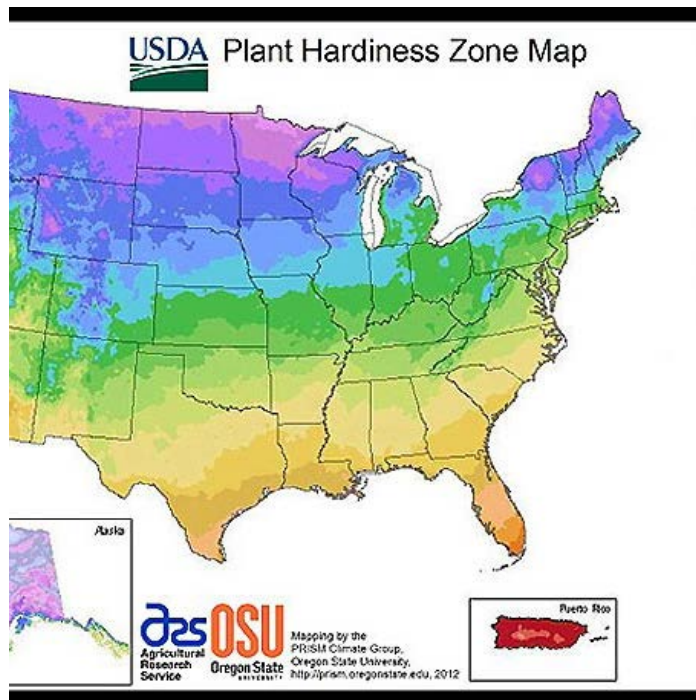 USDA Plant Hardiness Zone Map
Alaska
Puerto Rico
ars OSU
Agricultural
Research
Service
Oregon State
UNIVERSITY
Mapping by the
PRISM Climate Group,
Oregon State University,
http://prism.oregonstate.edu, 2012